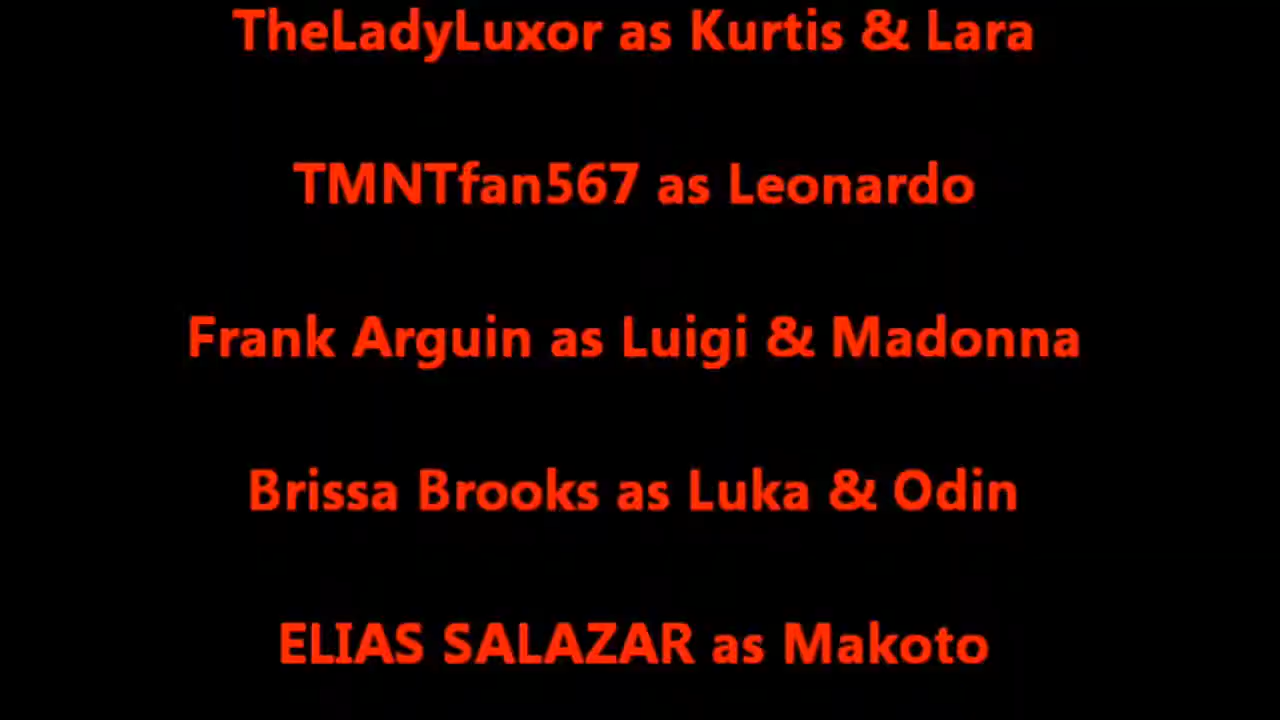 TheLadyLuxor as Kurtis & Lara
TMNTfan567 as Leonardo
Frank Arguin as Luigi & Madonna
Brissa Brooks as Luka & Odin
ELIAS SALAZAR as Makoto